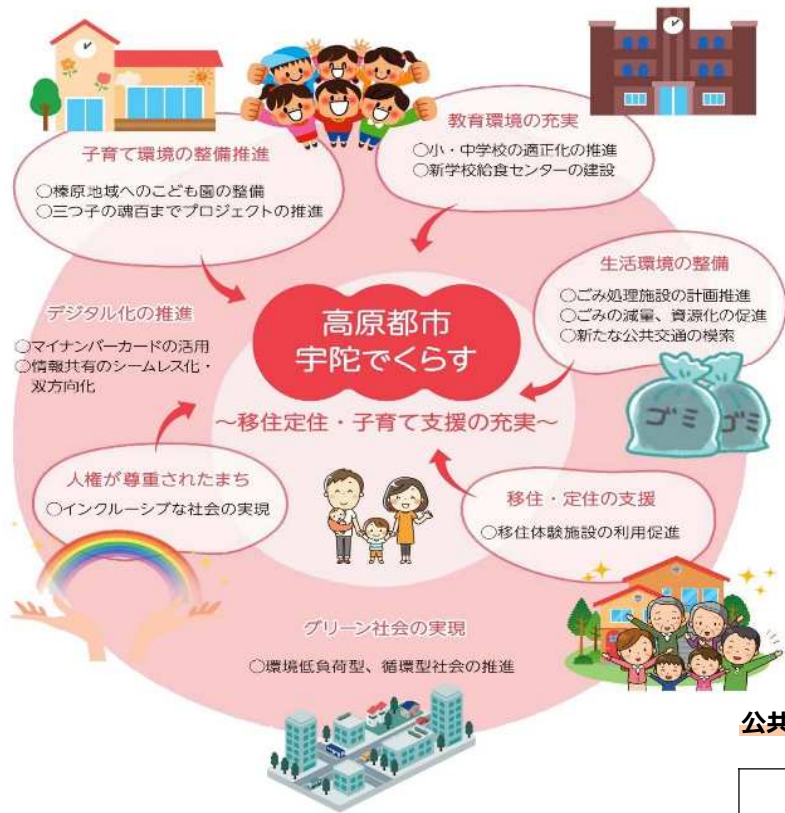 子育て環境の整備推進
○榛原地域へのこども園の整備
○三つ子の魂百までプロジェクトの推進
教育環境の充実
○小・中学校の適正化の推進
○新学校給食センターの建設
生活環境の整備
○ごみ処理施設の計画推進
○ごみの減量、資源化の促進
○新たな公共交通の模索
ゴミ
ゴミ
デジタル化の推進
○マイナンバーカードの活用
○情報共有のシームレス化・
双方向化
高原都市
宇陀でくらす
～移住定住・子育て支援の充実～
人権が尊重されたまち
○インクルーシブな社会の実現
移住・定住の支援
○移住体験施設の利用促進
グリーン社会の実現
○環境低負荷型、循環型社会の推進
公共